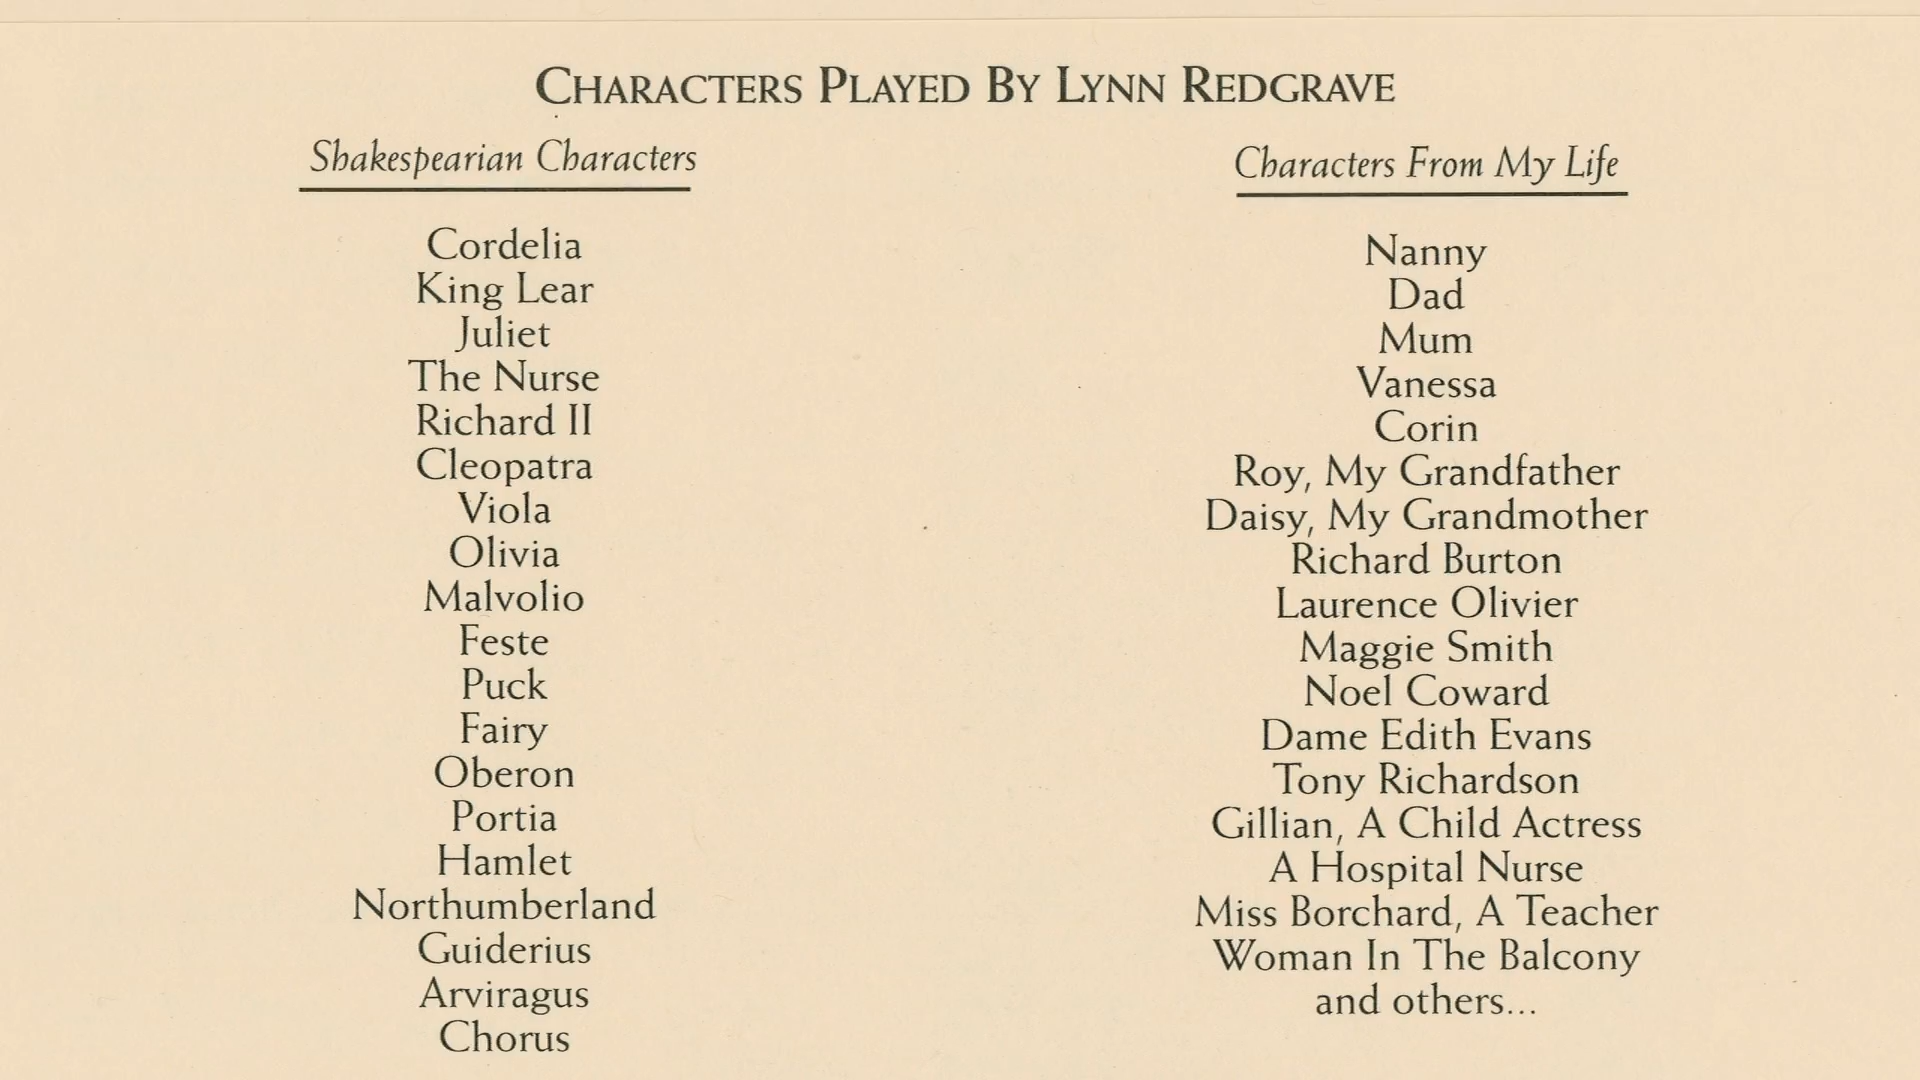 CHARACTERS PLAYED BY LYNN REDGRAVE
Shakespearian Characters
Cordelia
King Lear
Juliet
The Nurse
Richard II
Cleopatra
Viola
Olivia
Malvolio
Feste
Puck
Fairy
Oberon
Portia
Hamlet
Northumberland
Guiderius
Arviragus
Chorus
Characters From My Life
Nanny
Dad
Mum
Vanessa
Corin
Roy, My Grandfather
Daisy, My Grandmother
Richard Burton
Laurence Olivier
Maggie Smith
Noel Coward
Dame Edith Evans
Tony Richardson
Gillian, A Child Actress
A Hospital Nurse
Miss Borchard, A Teacher
Woman In The Balcony
and others...